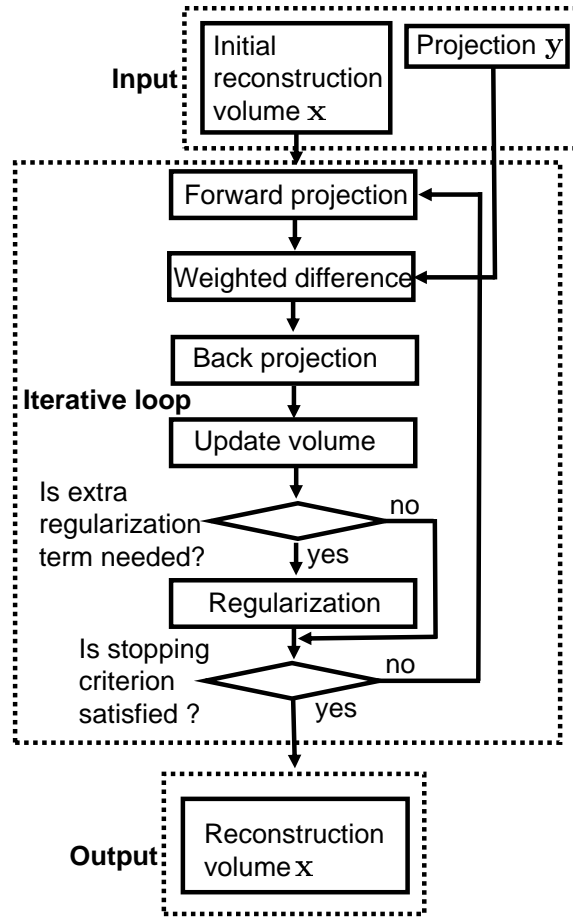 Input
Initial
reconstruction
volume x
Projection y
Forward projection
Weighted difference
Back projection
Iterative loop
Update volume
Is extra
regularization
term needed?
no
yes
Regularization
Is stopping
criterion
satisfied ?
no
yes
Output
Reconstruction
volume x